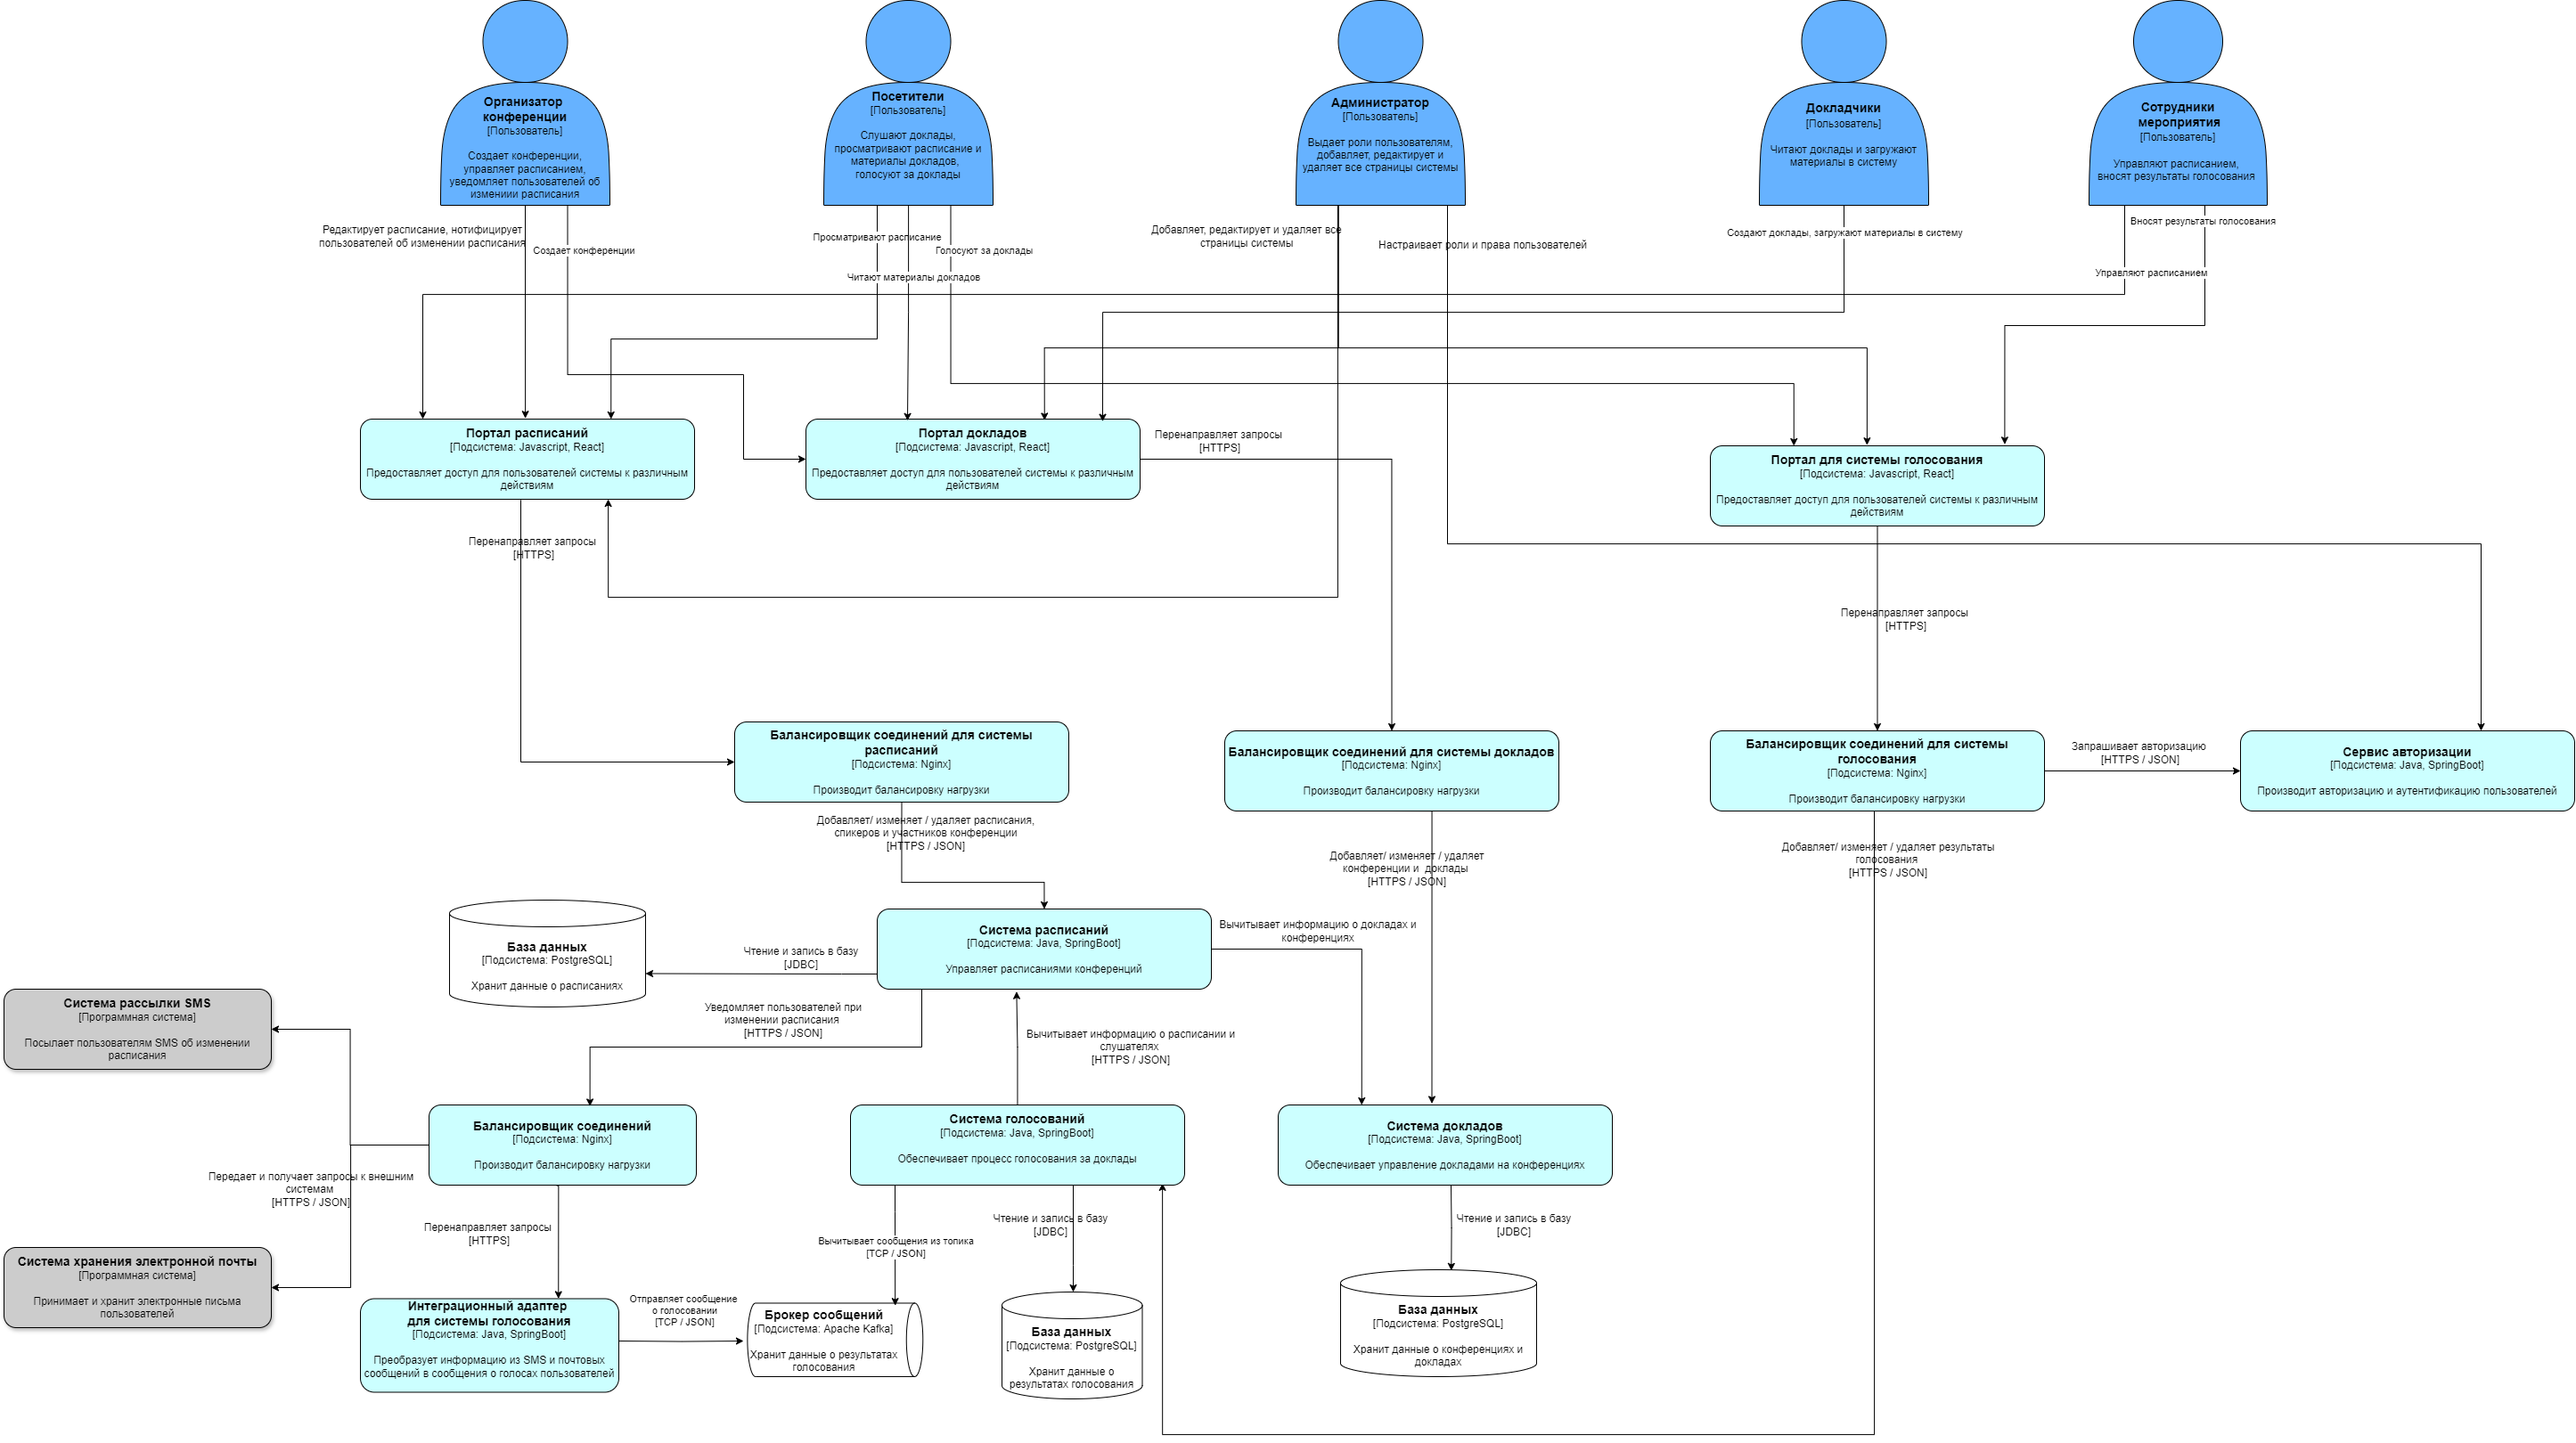 Организатор
конференции
[Пользователь]
Создает конференции,
управляет расписанием,
уведомляет пользователей об
измениии расписания
Посетители
[Пользователь]
Слушают доклады,
просматривают расписание и
материалы докладов,
голосуют за доклады
Администратор
[Пользователь]
Выдает роли пользователям,
добавляет, редактирует и
удаляет все страницы системы
Докладчики
[Пользователь]
Читают доклады и загружают
материалы в систему
Сотрудники
мероприятия
[Пользователь]
Управляют расписанием,
вносят результаты голосования
Редактирует расписание, нотифицирует
пользователей об изменении расписания
Создает конференции
Просматривают расписание
Голосуют за доклады
Читают материалы докладов
Добавляет, редактирует и удаляет все
страницы системы
Настраивает роли и права пользователей
Создают доклады, загружают материалы в систему
Вносят результаты голосования
Управляют расписанием
Портал расписаний
[Подсистема: Javascript, React]
Предоставляет доступ для пользователей системы к различным
действиям
Портал докладов
[Подсистема: Javascript, React]
Предоставляет доступ для пользователей системы к различным
действиям
Перенаправляет запросы
[HTTPS]
Портал для системы голосования
[Подсистема: Javascript, React]
Предоставляет доступ для пользователей системы к различным
действиям
Перенаправляет запросы
[HTTPS]
Перенаправляет запросы
[HTTPS]
Балансировщик соединений для системы
расписаний
[Подсистема: Nginx]
Производит балансировку нагрузки
Балансировщик соединений для системы докладов
[Подсистема: Nginx]
Производит балансировку нагрузки
Балансировщик соединений для системы
голосования
[Подсистема: Nginx]
Производит балансировку нагрузки
Запрашивает авторизацию
[HTTPS / JSON]
Сервис авторизации
[Подсистема: Java, SpringBoot]
Производит авторизацию и аутентификацию пользователей
Добавляет/ изменяет / удаляет расписания,
спикеров и участников конференции
[HTTPS / JSON]
Добавляет/ изменяет / удаляет
конференции и доклады
[HTTPS / JSON]
Добавляет/ изменяет / удаляет результаты
голосования
[HTTPS / JSON]
База данных
[Подсистема: PostgreSQL]
Хранит данные о расписаниях
Чтение и запись в базу
[JDBC]
Система расписаний
[Подсистема: Java, SpringBoot]
Управляет расписаниями конференций
Вычитывает информацию о докладах и
конференциях
Система рассылки SMS
[Программная система]
Посылает пользователям SMS об изменении
расписания
Уведомляет пользователей при
изменении расписания
[HTTPS / JSON]
Вычитывает информацию о расписании и
слушателях
[HTTPS / JSON]
Балансировщик соединений
[Подсистема: Nginx]
Производит балансировку нагрузки
Система голосований
[Подсистема: Java, SpringBoot]
Обеспечивает процесс голосования за доклады
Система докладов
[Подсистема: Java, SpringBoot]
Обеспечивает управление докладами на конференциях
Передает и получает запросы к внешним
системам
[HTTPS / JSON]
Перенаправляет запросы
[HTTPS]
Вычитывает сообщения из топика
[TCP / JSON]
Чтение и запись в базу
[JDBC]
Чтение и запись в базу
[JDBC]
Система хранения электронной почты
[Программная система]
Принимает и хранит электронные письма
пользователей
Интеграционный адаптер
для системы голосования
[Подсистема: Java, SpringBoot]
Преобразует информацию из SMS и почтовых
сообщений в сообщения о голосах пользователей
Отправляет сообщение
о голосовании
[TCP / JSON]
Брокер сообщений
[Подсистема: Apache Kafka]
Хранит данные о результатах
голосования
База данных
[Подсистема: PostgreSQL]
Хранит данные о
результатах голосования
База данных
[Подсистема: PostgreSQL]
Хранит данные о конференциях и
докладах